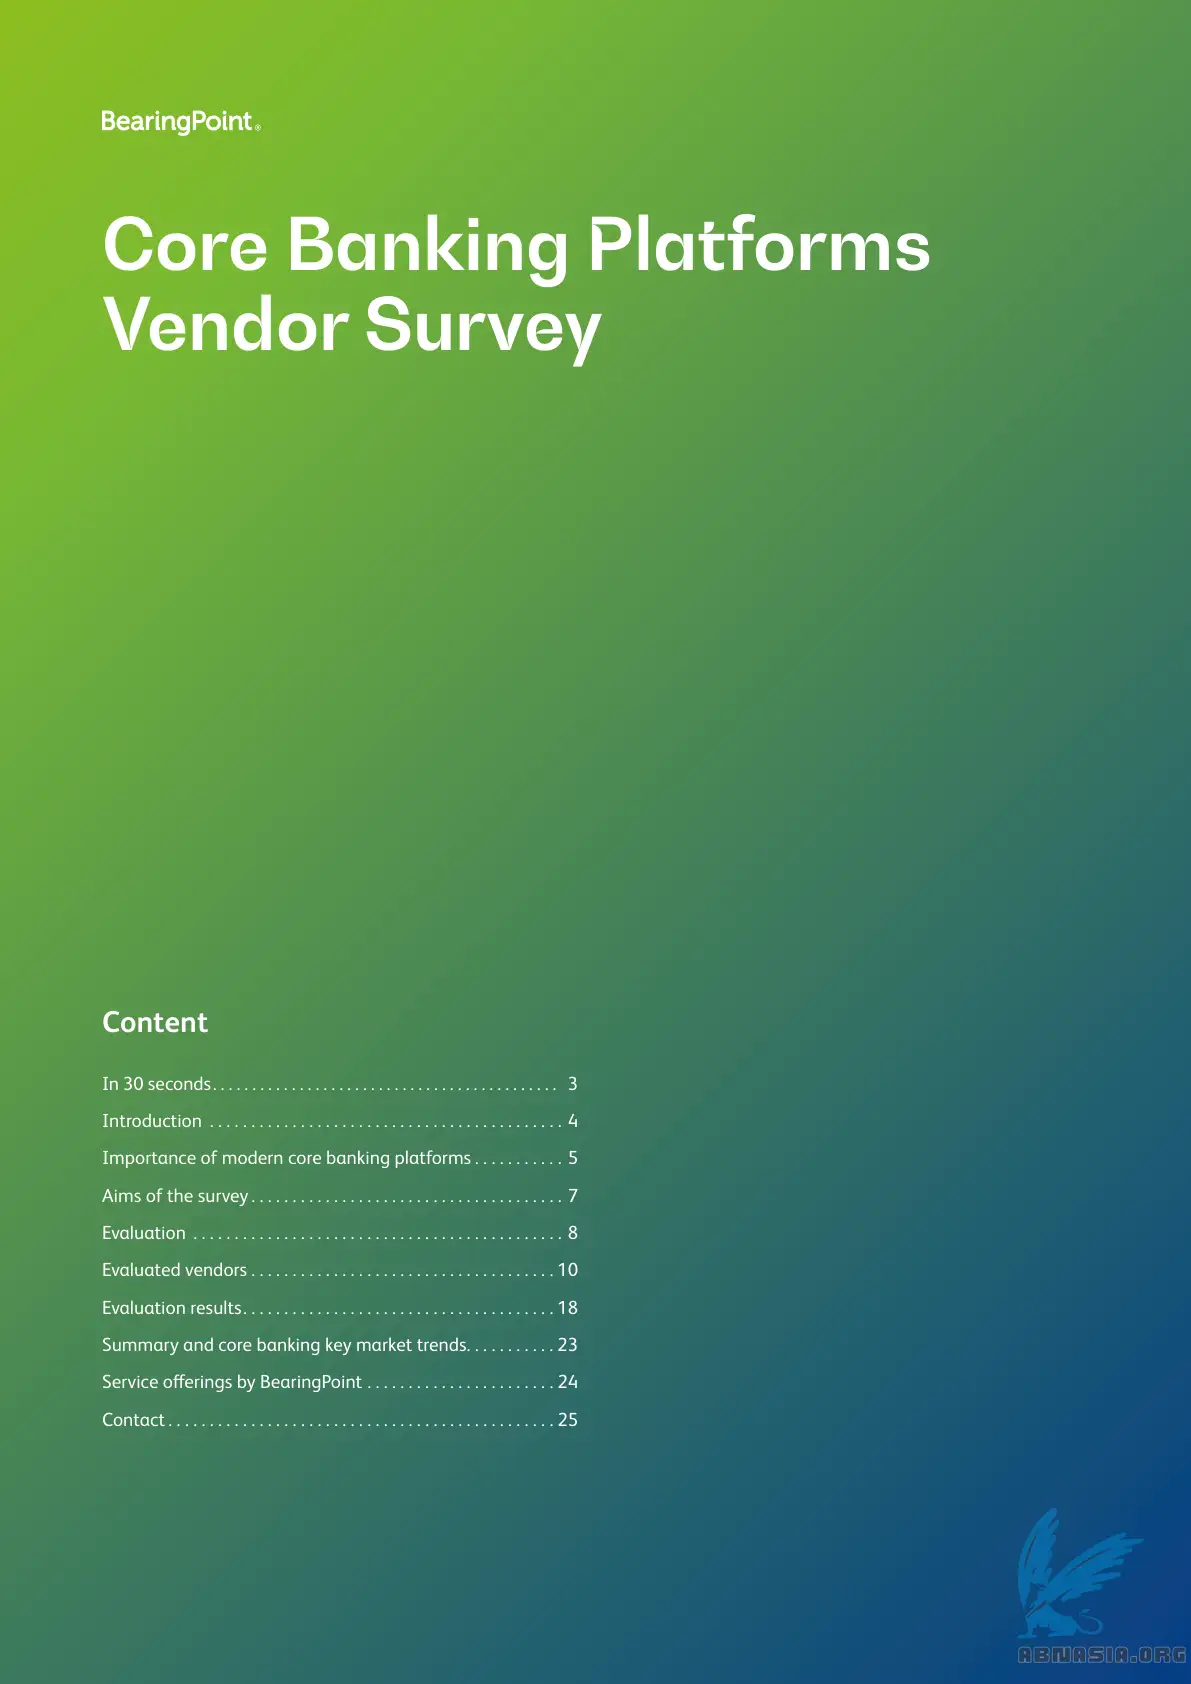 BearingPoint®
Core Banking Platforms
Vendor Survey
Content
In 30 seconds. . . . . . . . . . . . . . . . . . . . . . . . . . . . . . . . . . . . . . . . . . . 3
Introduction . . . . . . . . . . . . . . . . . . . . . . . . . . . . . . . . . . . . . . . . . . . 4
Importance of modern core banking platforms . . . . . . . . . . . 5
Aims of the survey . . . . . . . . . . . . . . . . . . . . . . . . . . . . . . . . . . . . . . 7
Evaluation . . . . . . . . . . . . . . . . . . . . . . . . . . . . . . . . . . . . . . . . . . . . . 8
Evaluated vendors . . . . . . . . . . . . . . . . . . . . . . . . . . . . . . . . . . . . . 10
Evaluation results. . . . . . . . . . . . . . . . . . . . . . . . . . . . . . . . . . . . . . 18
Summary and core banking key market trends. . . . . . . . . . . 23
Service offerings by BearingPoint . . . . . . . . . . . . . . . . . . . . . . . 24
Contact . . . . . . . . . . . . . . . . . . . . . . . . . . . . . . . . . . . . . . . . . . . . . . . 25
ABNASIA.ORG